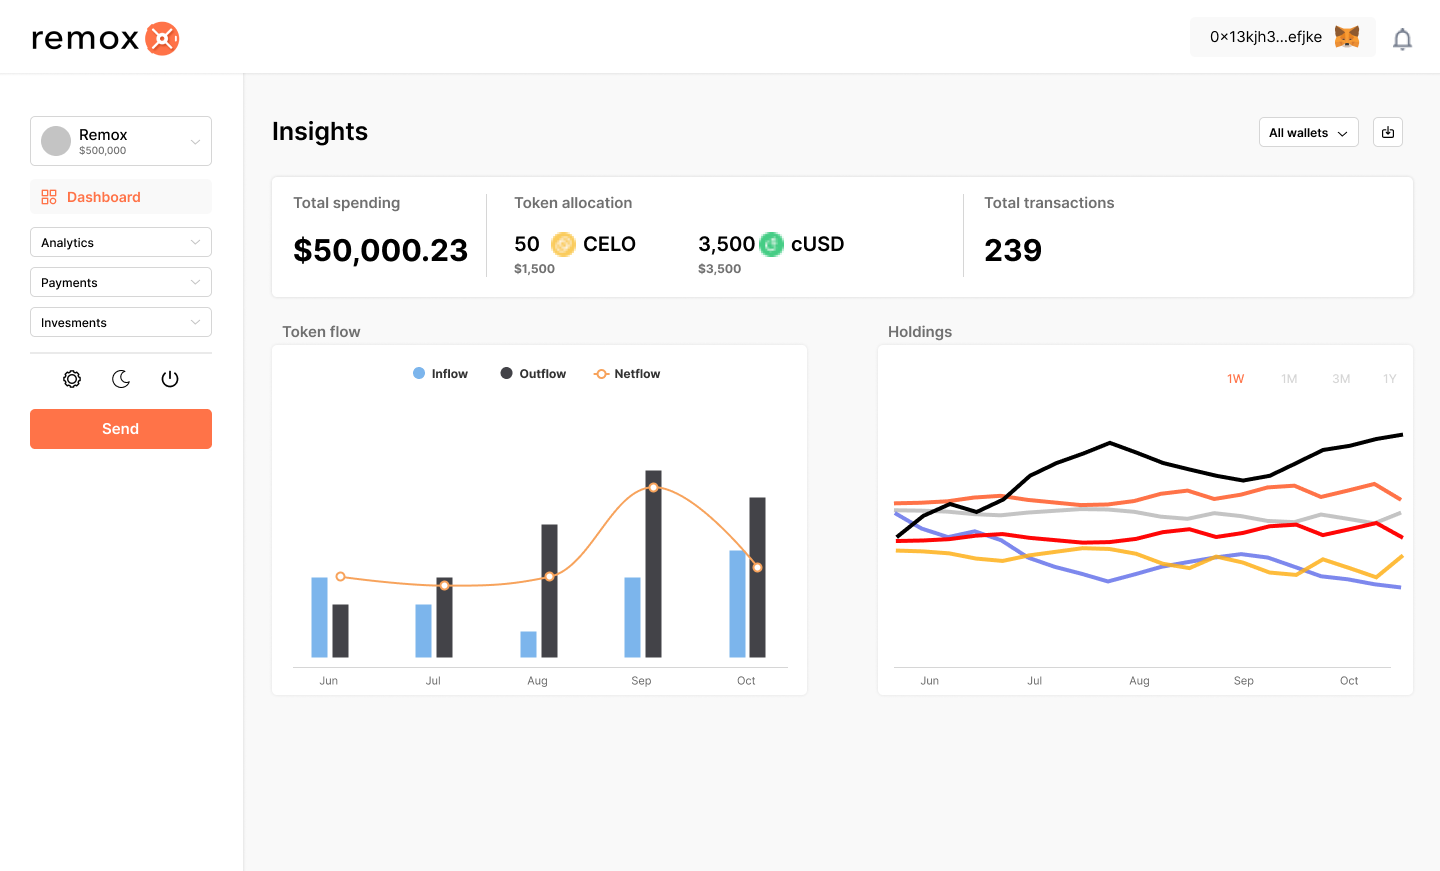 remox
0x13kjh3...efjke
Remox
$500,000
Dashboard
Analytics
Payments
Invesments
Send
Insights
All wallets
Total spending
$50,000.23
Token allocation
50 CELO
$1,500
3,500 cUSD
$3,500
Total transactions
239
Token flow
Inflow Outflow Netflow
Jun Jul Aug Sep Oct
Holdings
1W 1M 3M 1Y
Jun Jul Aug Sep Oct